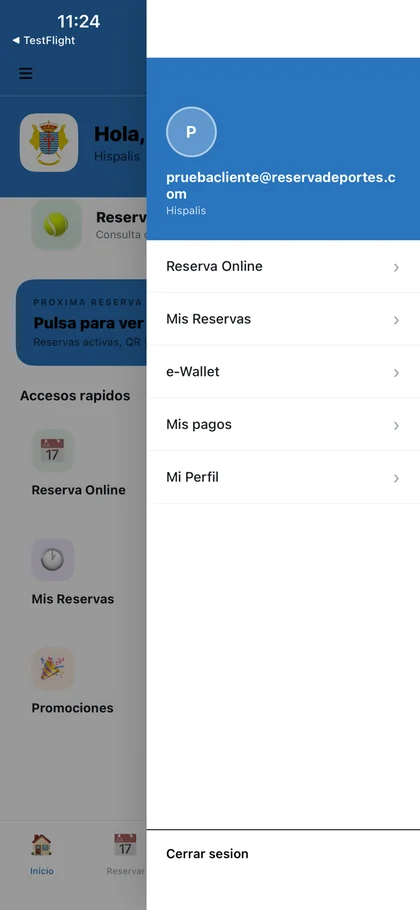 11:24
◀ TestFlight
Hola,
Hispalis
Reserv
Consulta
PROXIMA RESERVA
Pulsa para ver
Reservas activas, QR
Accesos rapidos
17
Reserva Online
Mis Reservas
Promociones
Inicio
17
Reservar
P
pruebacliente@reservadeportes.c
om
Hispalis
Reserva Online
Mis Reservas
e-Wallet
Mis pagos
Mi Perfil
Cerrar sesion